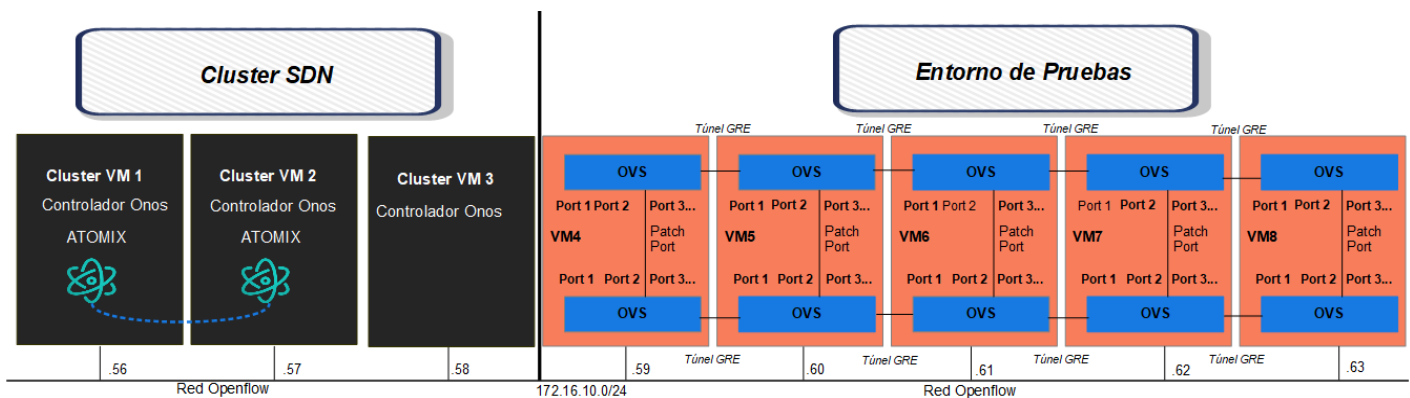 Cluster SDN
Entorno de Pruebas
Túnel GRE
Túnel GRE
Túnel GRE
Túnel GRE
Cluster VM 1
Controlador Onos
ATOMIX
Cluster VM 2
Controlador Onos
ATOMIX
Cluster VM 3
Controlador Onos
OVS
Port 1 Port 2 Port 3...
VM4
Patch
Port
Port 1 Port 2 Port 3...
OVS
OVS
Port 1 Port 2 Port 3...
VM5
Patch
Port
Port 1 Port 2 Port 3...
OVS
OVS
Port 1 Port 2 Port 3...
VM6
Patch
Port
Port 1 Port 2 Port 3...
OVS
OVS
Port 1 Port 2 Port 3...
VM7
Patch
Port
Port 1 Port 2 Port 3...
OVS
OVS
Port 1 Port 2 Port 3...
VM8
Patch
Port
Port 1 Port 2 Port 3...
OVS
Túnel GRE
Túnel GRE
Túnel GRE
Túnel GRE
.56
.57
.58
.59
.60
.61
.62
.63
Red Openflow
172.16.10.0/24
Red Openflow